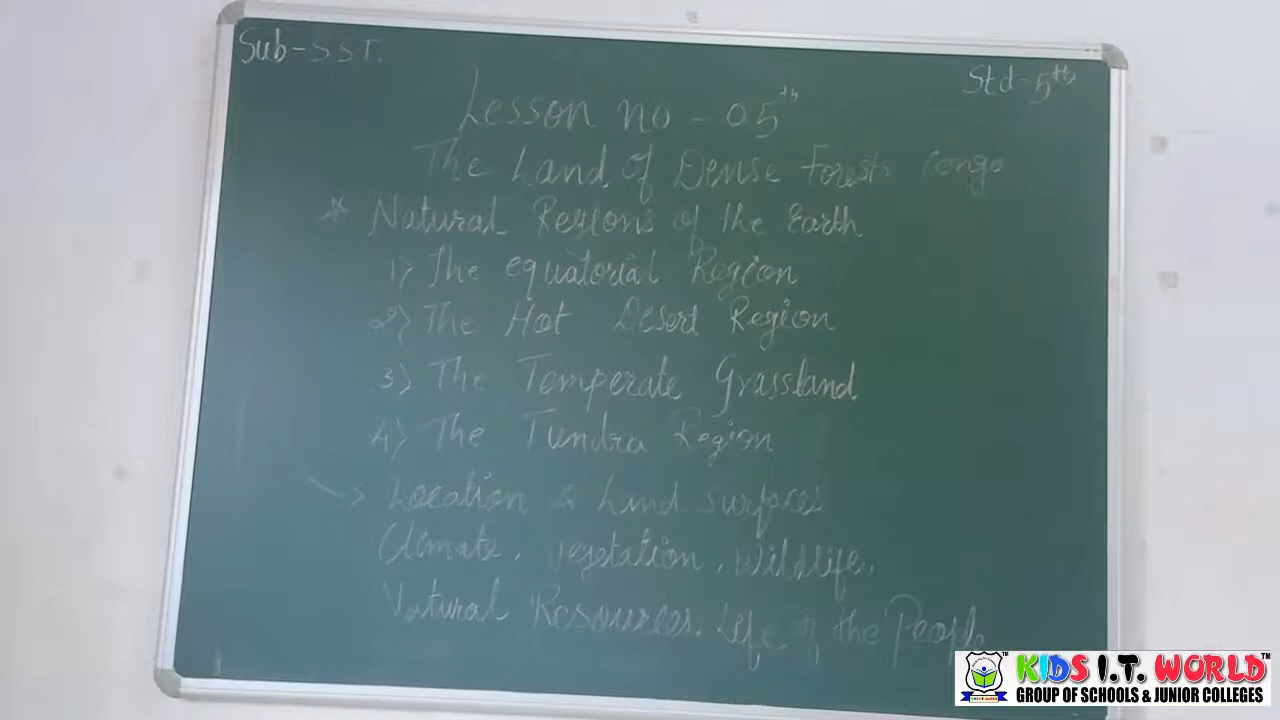 Sub-SST.
Std-5th
Lesson no - 05th
The Land of Dense Forests Congo
* Natural Regions of the Earth
1) The equatorial Region
2) The Hot Desert Region
3) The Temperate Grassland
4) The Tundra Region
→ Location & Land surfaces
Climate, vegetation, Wildlife,
Natural Resources. Life of the People
KIDS I.T. WORLD™
GROUP OF SCHOOLS & JUNIOR COLLEGES